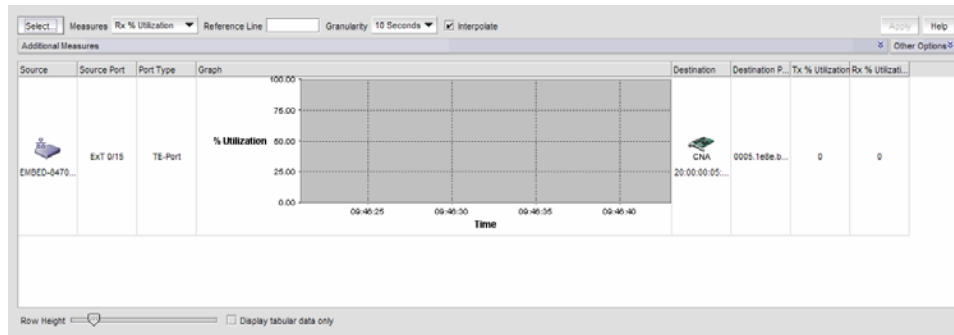 Select... Measures Rx % Utilization Reference Line Granularity 10 Seconds Interpolate Apply Help
Additional Measures Other Options
Source Source Port Port Type Graph Destination Destination P... Tx % Utilization Rx % Utilizati...
100.00
75.00
% Utilization 50.00
25.00
0.00
EMBED-8470... ExT 0/15 TE-Port CNA 0005.1e8e.b... 0 0
20:00:00:05:...
09:46:25 09:46:30 09:46:35 09:46:40
Time
Row Height Display tabular data only